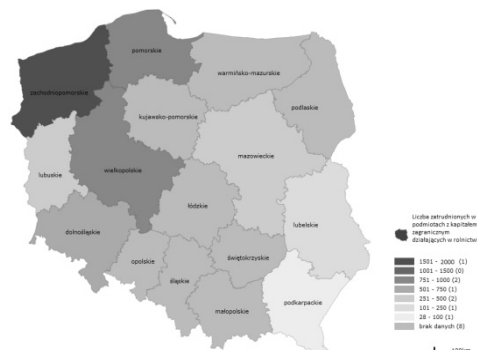 pomorskie
warmińsko-mazurskie
zachodniopomorskie
podlaskie
kujawsko-pomorskie
mazowieckie
lubuskie
wielkopolskie
łódzkie
lubelskie
dolnośląskie
opolskie
świętokrzyskie
śląskie
podkarpackie
małopolskie
Liczba zatrudnionych w
podmiotach z kapitałem
zagranicznym
działających w rolnictwie
1501 - 2000 (1)
1001 - 1500 (0)
751 - 1000 (2)
501 - 750 (1)
251 - 500 (2)
101 - 250 (1)
28 - 100 (1)
brak danych (8)
100km